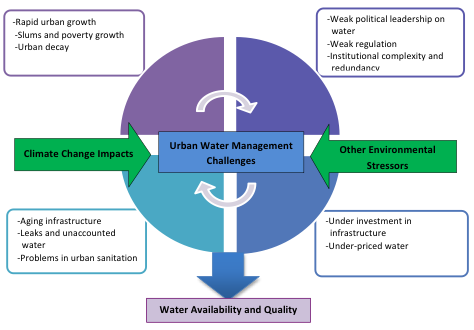 -Rapid urban growth
-Slums and poverty growth
-Urban decay
-Weak political leadership on
water
-Weak regulation
-Institutional complexity and
redundancy
Climate Change Impacts
Urban Water Management
Challenges
Other Environmental
Stressors
-Aging infrastructure
-Leaks and unaccounted
water
-Problems in urban sanitation
-Under investment in
infrastructure
-Under-priced water
Water Availability and Quality